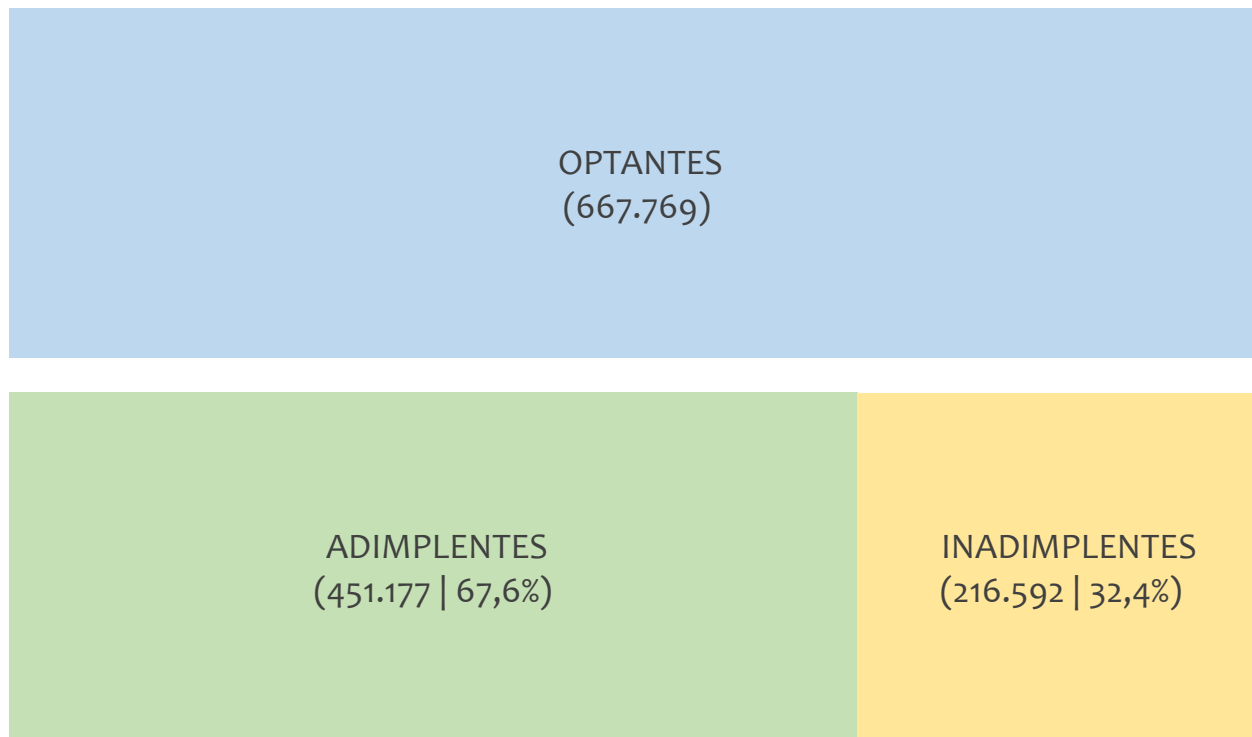 OPTANTES
(667.769)
ADIMPLENTES
(451.177 | 67,6%)
INADIMPLENTES
(216.592 | 32,4%)